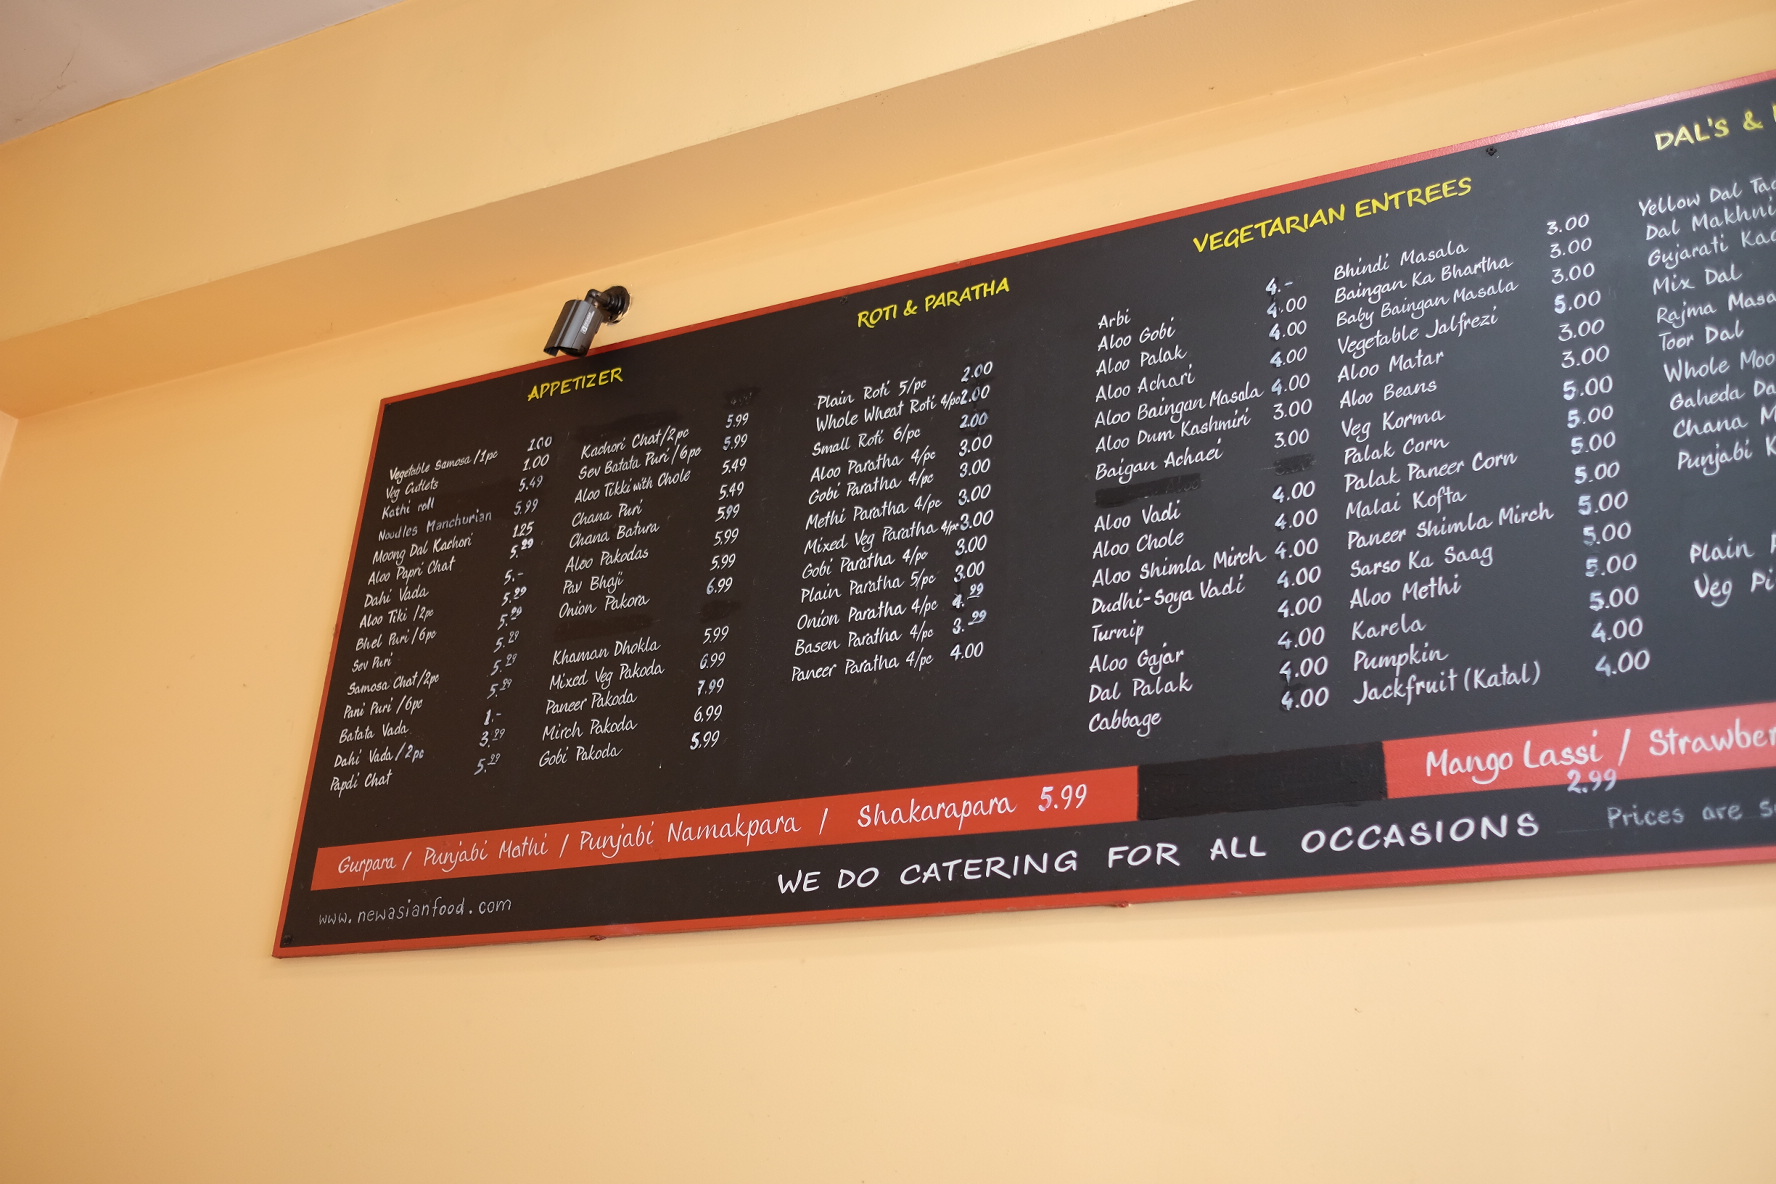 APPETIZER
Vegetable Samosa /1pc 1.00
Veg Cutlets 1.00
Kathi roll 5.49
Noodles Manchurian 5.99
Moong Dal Kachori 1.25
Aloo Papri Chat 5.29
Dahi Vada 5.-
Aloo Tiki /2pc 5.29
Bhel Puri /6pc 5.29
Sev Puri 5.29
Samosa Chat /2pc 5.29
Pani Puri /6pc 5.29
Batata Vada 1.-
Dahi Vada /2pc 3.29
Papdi Chat 5.29
Kachori Chat /2pc 5.99
Sev Batata Puri /6pc 5.99
Aloo Tikki with Chole 5.49
Chana Puri 5.49
Chana Batura 5.99
Aloo Pakodas 5.99
Pav Bhaji 5.99
Onion Pakora 6.99
Khaman Dhokla 5.99
Mixed Veg Pakoda 6.99
Paneer Pakoda 7.99
Mirch Pakoda 6.99
Gobi Pakoda 5.99
ROTI & PARATHA
Plain Roti 5/pc 2.00
Whole Wheat Roti 4/pc 2.00
Small Roti 6/pc 2.00
Aloo Paratha 4/pc 3.00
Gobi Paratha 4/pc 3.00
Methi Paratha 4/pc 3.00
Mixed Veg Paratha 4/pc 3.00
Gobi Paratha 4/pc 3.00
Plain Paratha 5/pc 3.00
Onion Paratha 4/pc 4.29
Basen Paratha 4/pc 3.29
Paneer Paratha 4/pc 4.00
VEGETARIAN ENTREES
Arbi 4.-
Aloo Gobi 4.00
Aloo Palak 4.00
Aloo Achari 4.00
Aloo Baingan Masala 4.00
Aloo Dum Kashmiri 3.00
Baigan Achaei 3.00
Aloo Vadi 4.00
Aloo Chole 4.00
Aloo Shimla Mirch 4.00
Dudhi-Soya Vadi 4.00
Turnip 4.00
Aloo Gajar 4.00
Dal Palak 4.00
Cabbage 4.00
Bhindi Masala 3.00
Baingan Ka Bhartha 3.00
Baby Baingan Masala 3.00
Vegetable Jalfrezi 5.00
Aloo Matar 3.00
Aloo Beans 3.00
Veg Korma 5.00
Palak Corn 5.00
Palak Paneer Corn 5.00
Malai Kofta 5.00
Paneer Shimla Mirch 5.00
Sarso Ka Saag 5.00
Aloo Methi 5.00
Karela 5.00
Pumpkin 4.00
Jackfruit (Katal) 4.00
DAL'S &
Yellow Dal
Dal Makhni
Gujarati
Mix Dal
Rajma
Toor Dal
Whole
Gaheda
Chana
Punjabi
Plain
Veg
Gurpara / Punjabi Mathi / Punjabi Namakpara / Shakarapara 5.99
Mango Lassi /
2.99
www.newasianfood.com
WE DO CATERING FOR ALL OCCASIONS
Prices are